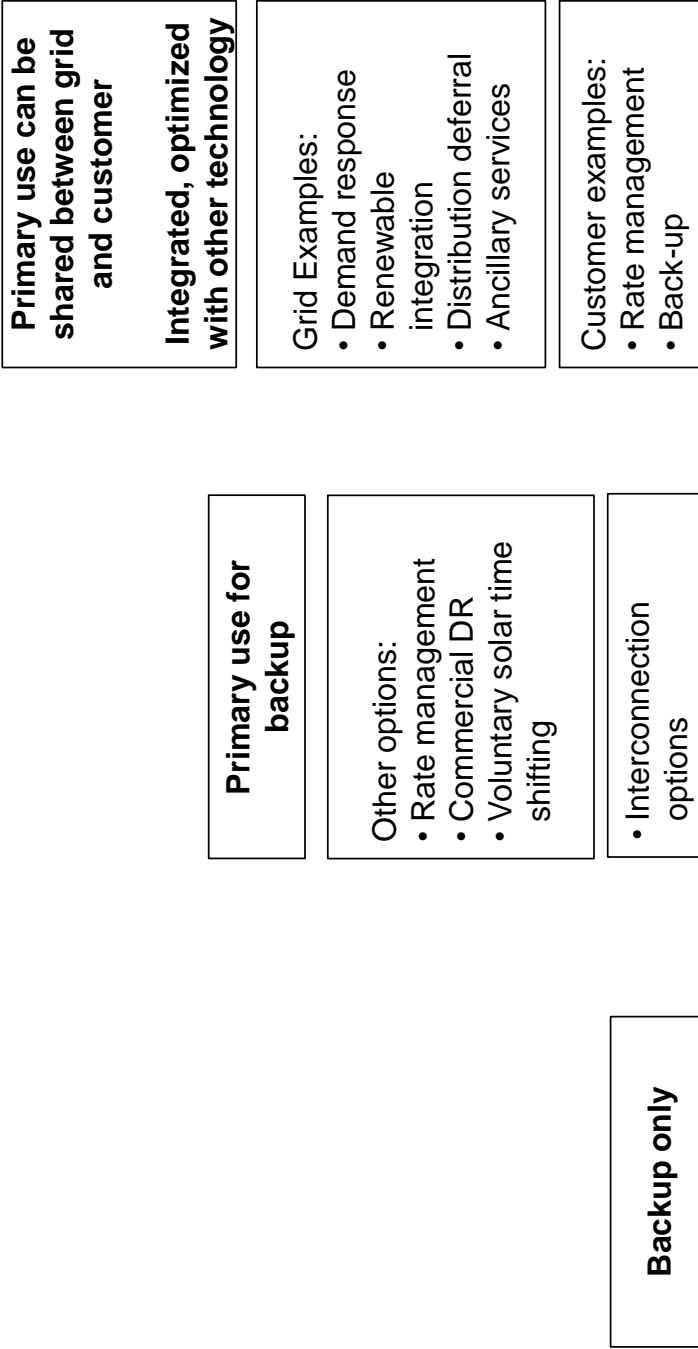 Backup only
Primary use for
backup
Other options:
• Rate management
• Commercial DR
• Voluntary solar time
shifting
• Interconnection
options
Primary use can be
shared between grid
and customer
Integrated, optimized
with other technology
Grid Examples:
• Demand response
• Renewable
integration
• Distribution deferral
• Ancillary services
Customer examples:
• Rate management
• Back-up